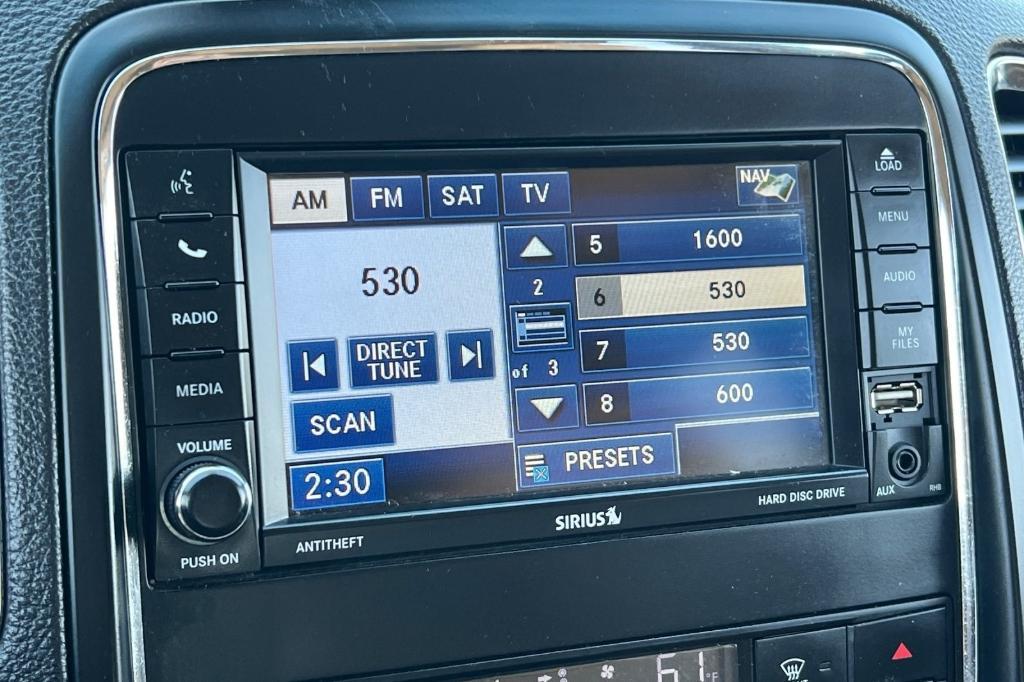 LOAD
AM FM SAT TV NAV
MENU
5 1600
530
2
6 530
AUDIO
RADIO
DIRECT
TUNE
7 530
MY
FILES
of 3
MEDIA
8 600
SCAN
VOLUME
PRESETS
2:30
AUX
RHB
HARD DISC DRIVE
SIRIUS
ANTITHEFT
PUSH ON
61°F